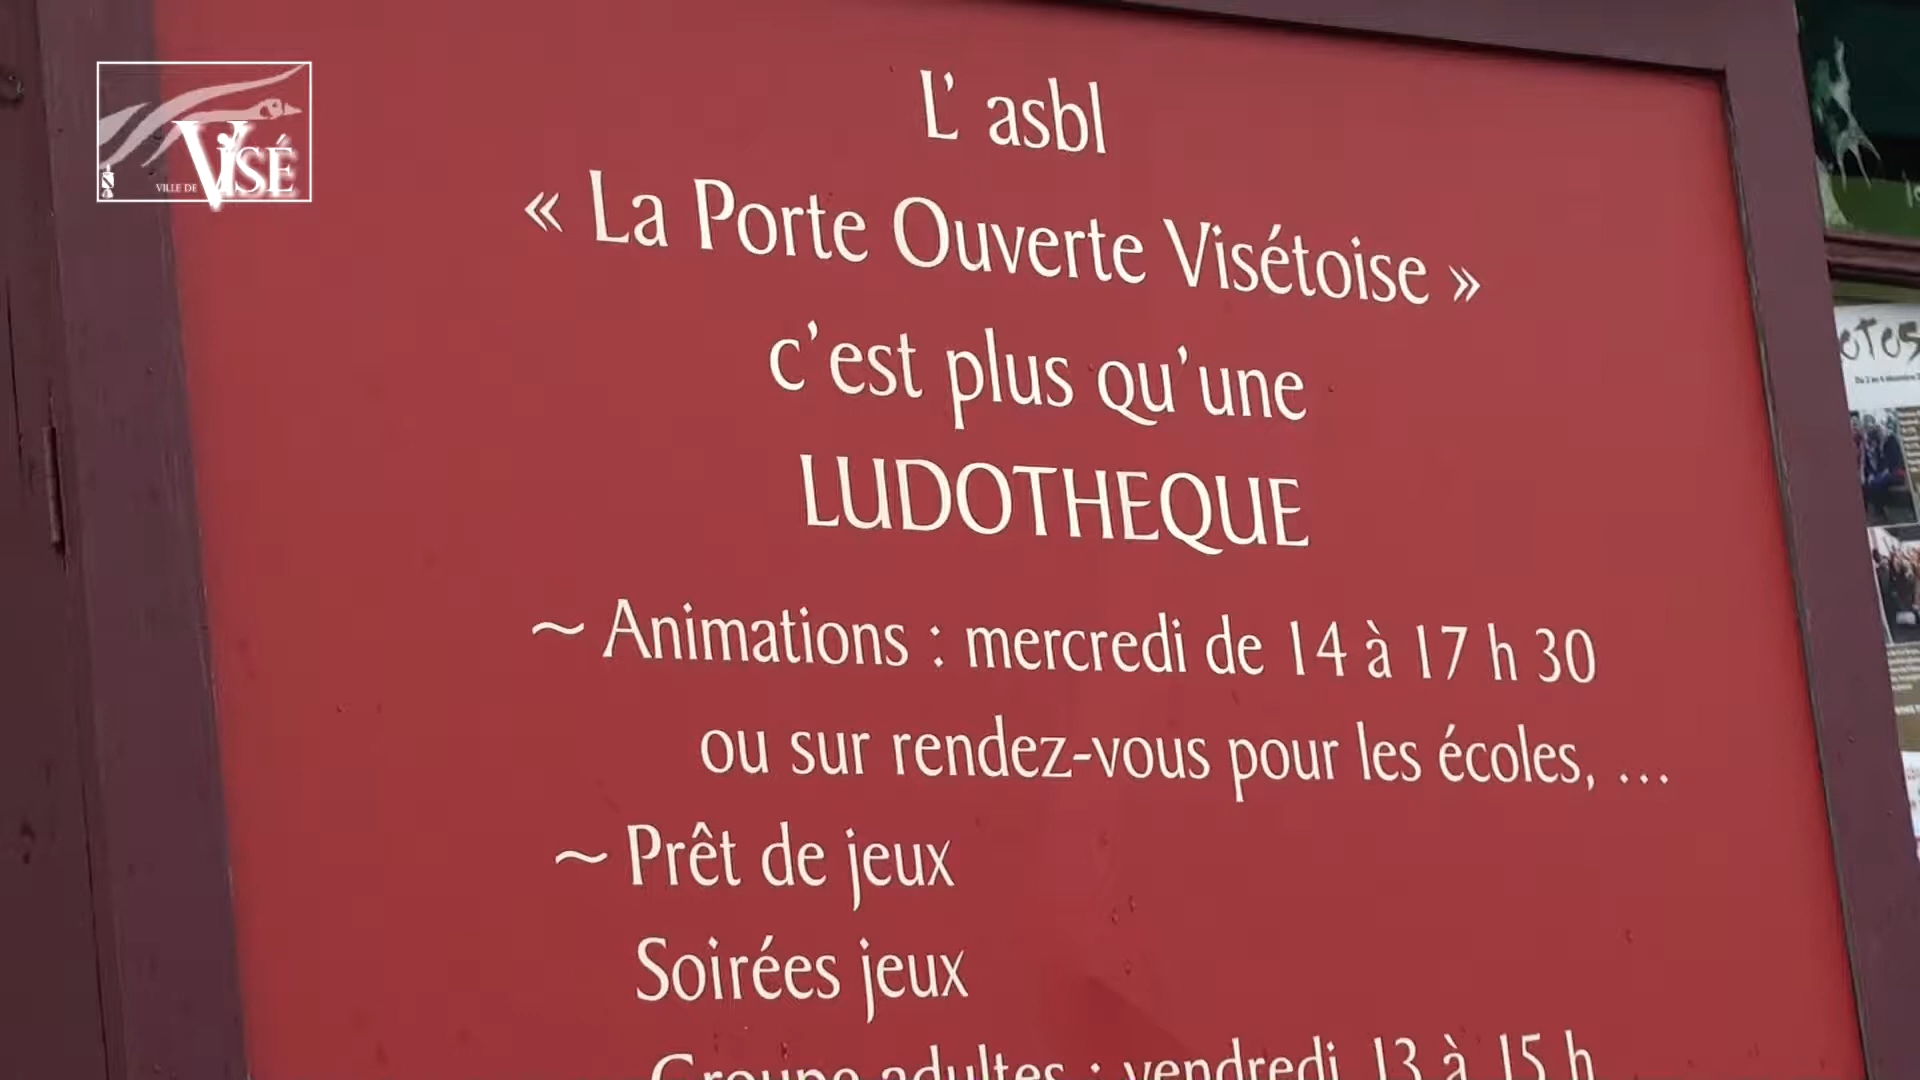 VILLE DE VISÉ
L' asbl
« La Porte Ouverte Visétoise »
c'est plus qu'une
LUDOTHEQUE
~ Animations : mercredi de 14 à 17 h 30
ou sur rendez-vous pour les écoles, ...
~ Prêt de jeux
Soirées jeux
Groupe adultes : vendredi 13 à 15 h